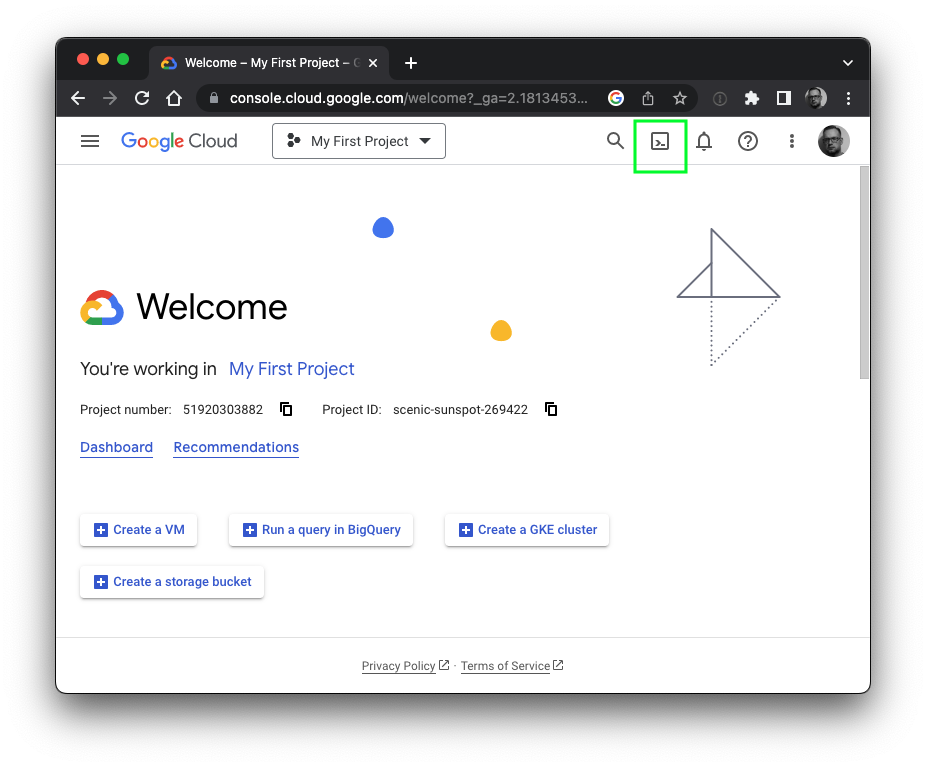 Welcome – My First Project – G
console.cloud.google.com/welcome?_ga=2.1813453...
Google Cloud My First Project
Welcome
You're working in My First Project
Project number: 51920303882 Project ID: scenic-sunspot-269422
Dashboard Recommendations
Create a VM Run a query in BigQuery Create a GKE cluster
Create a storage bucket
Privacy Policy · Terms of Service